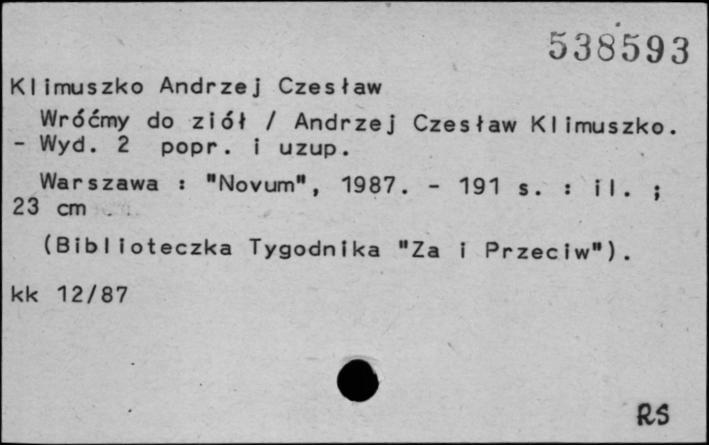 538593
Klimuszko Andrzej Czesław
Wróćmy do ziół / Andrzej Czesław Klimuszko.
- Wyd. 2 popr. i uzup.
Warszawa : "Novum", 1987. - 191 s. : il. ;
23 cm
(Biblioteczka Tygodnika "Za i Przeciw").
kk 12/87
RS